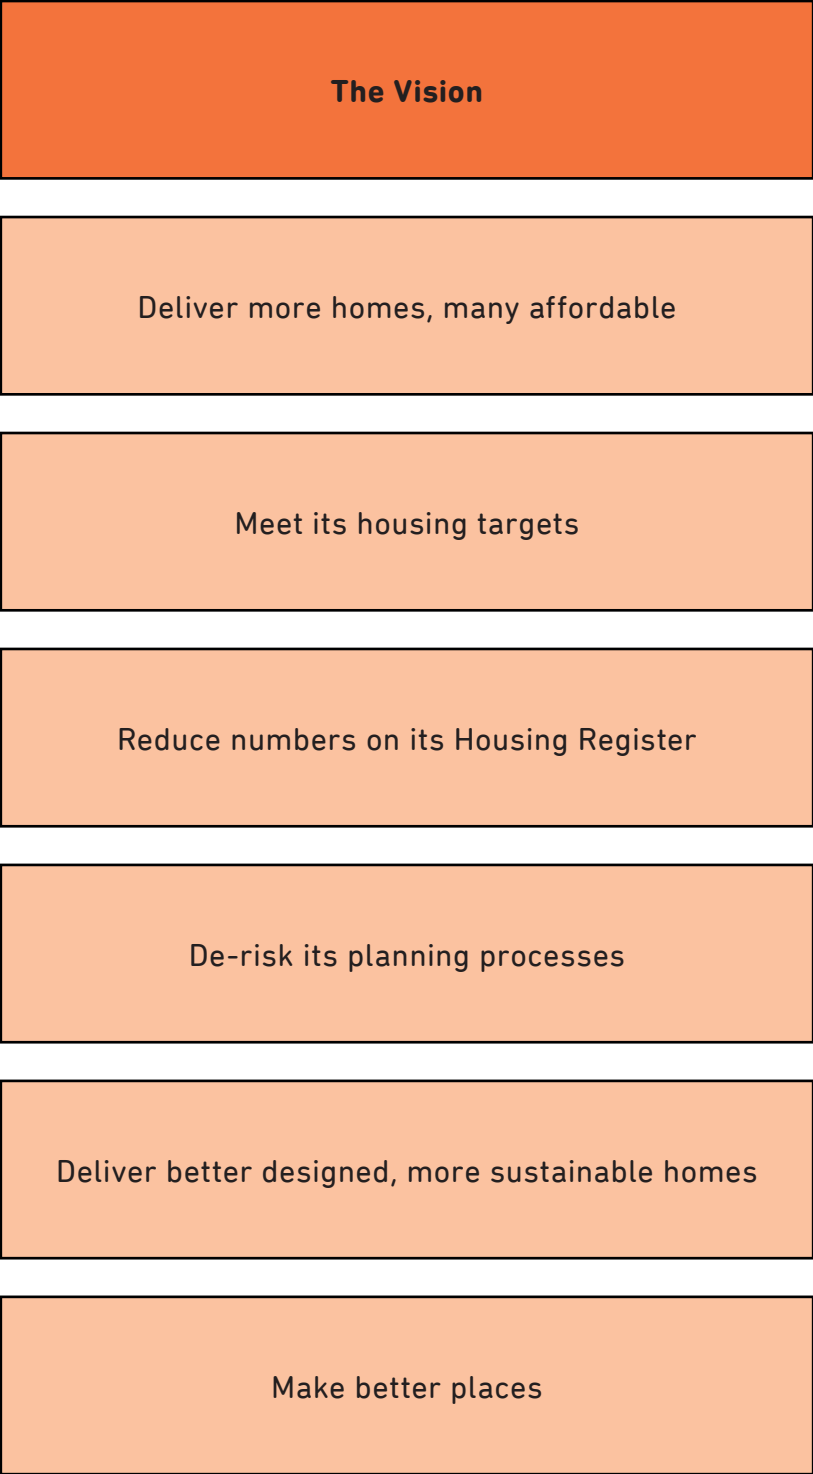 The Vision
Deliver more homes, many affordable
Meet its housing targets
Reduce numbers on its Housing Register
De-risk its planning processes
Deliver better designed, more sustainable homes
Make better places